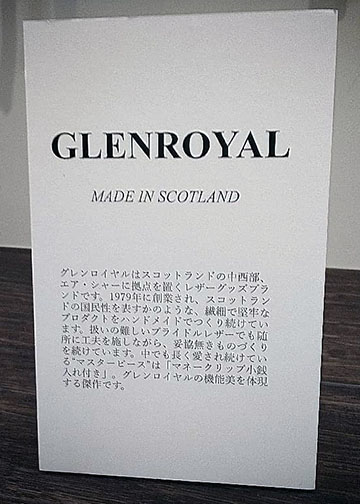 GLENROYAL
MADE IN SCOTLAND
グレンロイヤルはスコットランドの中西部、
エア・シャーに拠点を置くレザーグッズブラ
ンドです。1979年に創業され、スコットラン
ドの国民性を表すかのような、繊細で堅牢な
プロダクトをハンドメイドでつくり続けてい
ます。扱いの難しいブライドルレザーでも随
所に工夫を施しながら、妥協無きものづくり
を続けています。中でも長く愛され続けてい
る"マスターピース"は「マネークリップ小銭
入れ付き」。グレンロイヤルの機能美を体現
する傑作です。